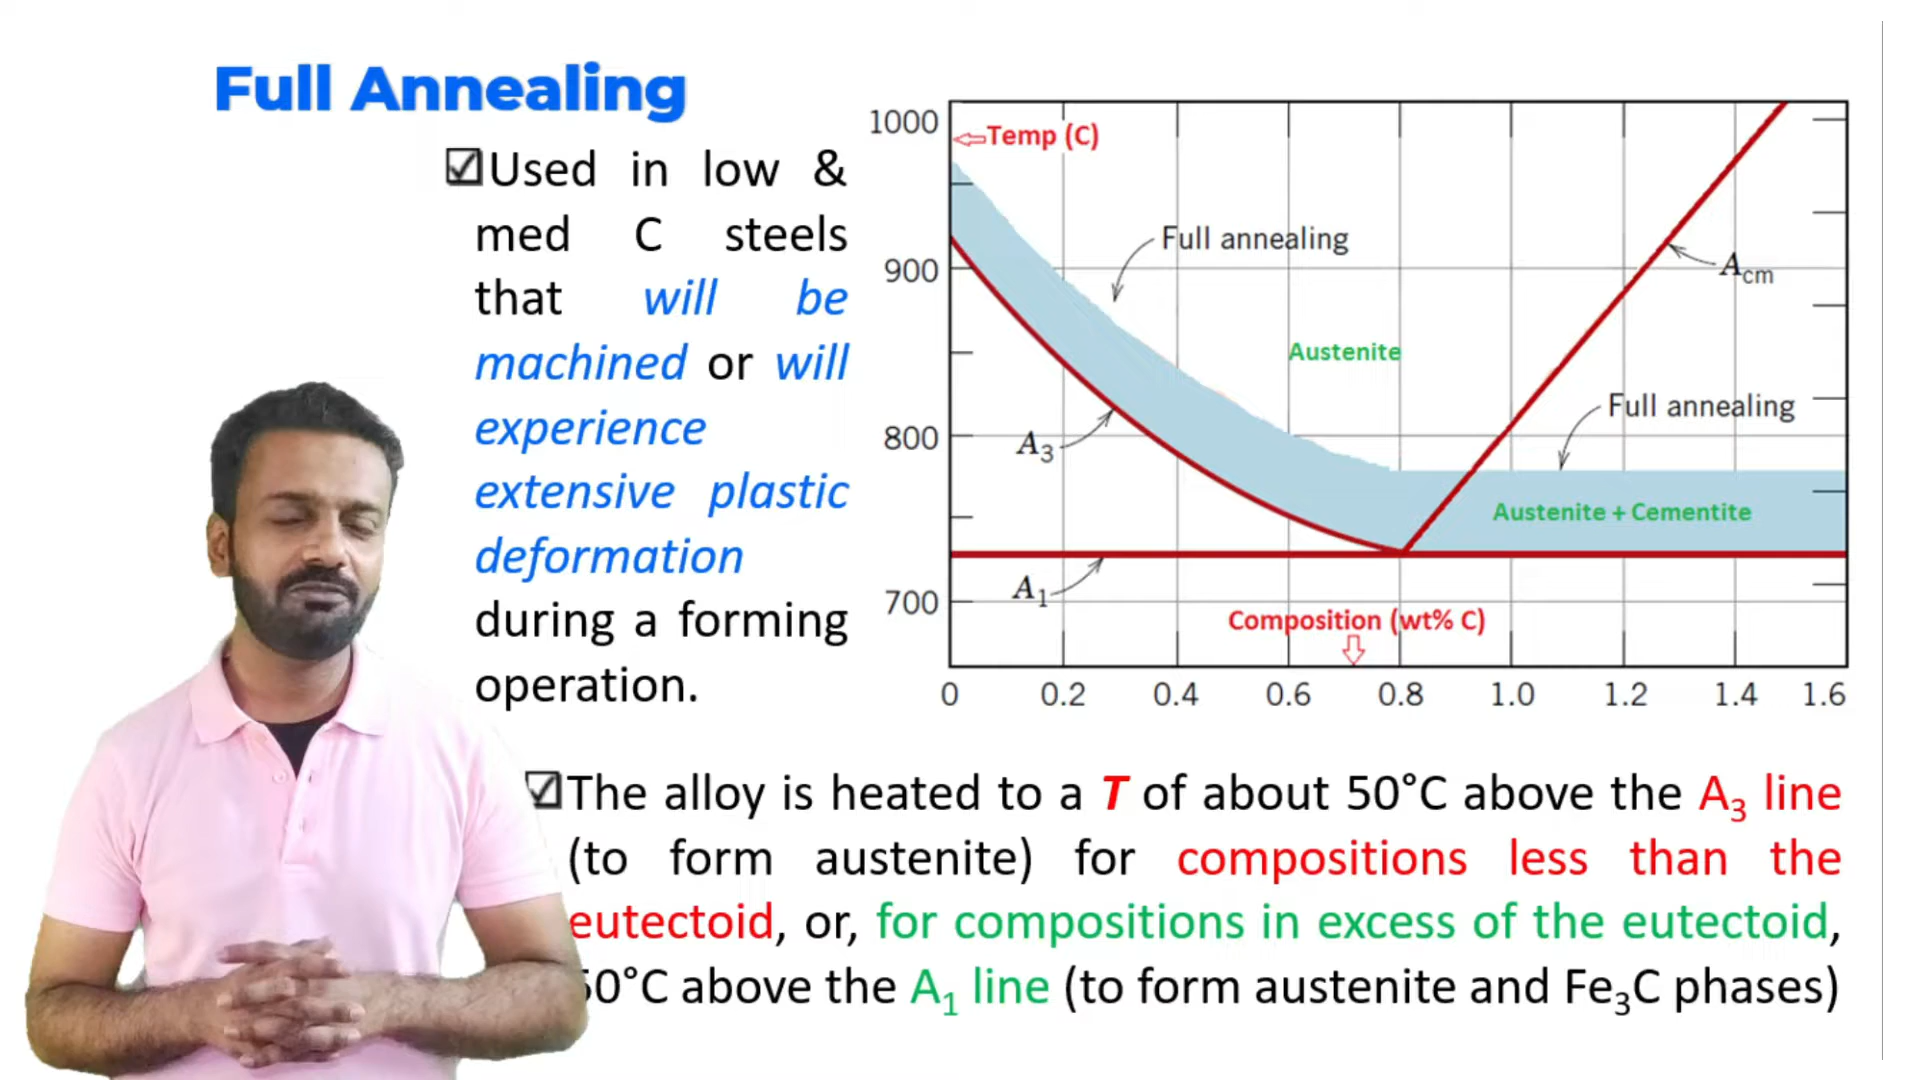 Full Annealing
Used in low &
med C steels
that will be
machined or will
experience
extensive plastic
deformation
during a forming
operation.
1000
900
800
700
Temp (C)
Full annealing
Acm
Austenite
Full annealing
A3
Austenite + Cementite
A1
Composition (wt% C)
0 0.2 0.4 0.6 0.8 1.0 1.2 1.4 1.6
The alloy is heated to a T of about 50°C above the A3 line
(to form austenite) for compositions less than the
eutectoid, or, for compositions in excess of the eutectoid,
50°C above the A1 line (to form austenite and Fe3C phases)